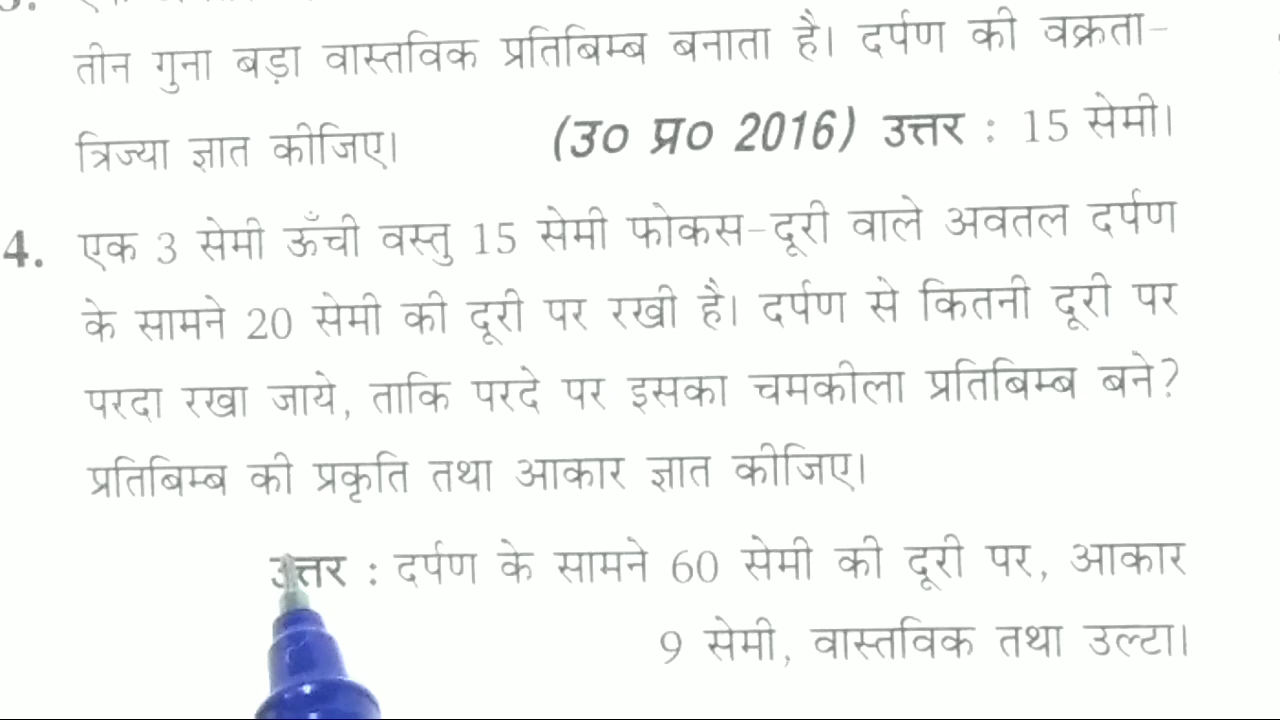 तीन गुना बड़ा वास्तविक प्रतिबिम्ब बनाता है। दर्पण की वक्रता-
त्रिज्या ज्ञात कीजिए। (उ० प्र० 2016) उत्तर : 15 सेमी।
4. एक 3 सेमी ऊँची वस्तु 15 सेमी फोकस-दूरी वाले अवतल दर्पण
के सामने 20 सेमी की दूरी पर रखी है। दर्पण से कितनी दूरी पर
परदा रखा जाये, ताकि परदे पर इसका चमकीला प्रतिबिम्ब बने?
प्रतिबिम्ब की प्रकृति तथा आकार ज्ञात कीजिए।
उत्तर : दर्पण के सामने 60 सेमी की दूरी पर, आकार
9 सेमी, वास्तविक तथा उल्टा।